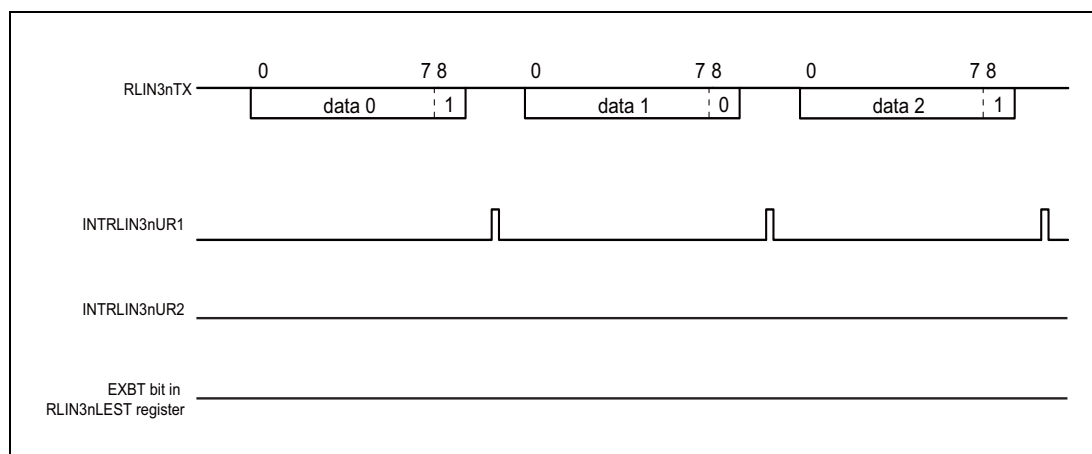 0 7 8 0 7 8 0 7 8
RLIN3nTX
data 0 1 data 1 0 data 2 1
INTRLIN3nUR1
INTRLIN3nUR2
EXBT bit in
RLIN3nLEST register